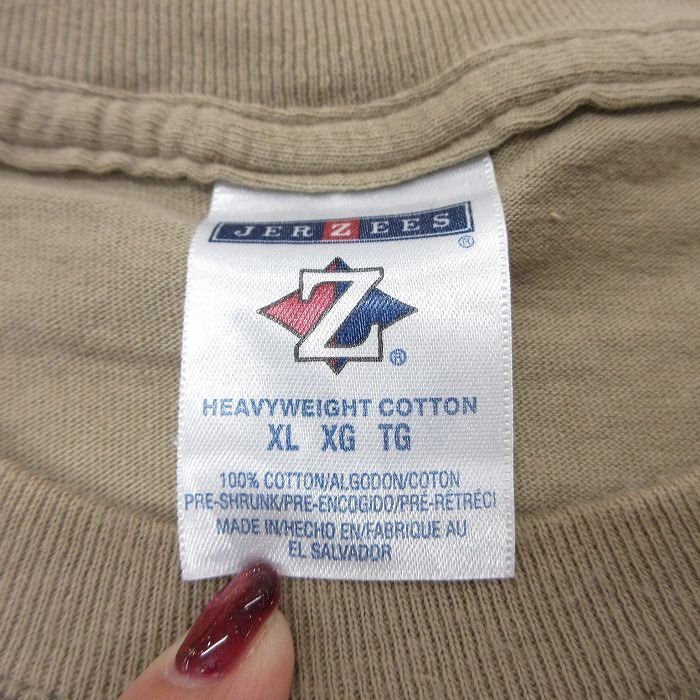 JERZEES ®
Z ®
HEAVYWEIGHT COTTON
XL XG TG
100% COTTON/ALGODON/COTON
PRE-SHRUNK/PRE-ENCOGIDO/PRÉ-RÉTRÉCI
MADE IN/HECHO EN/FABRIQUE AU
EL SALVADOR